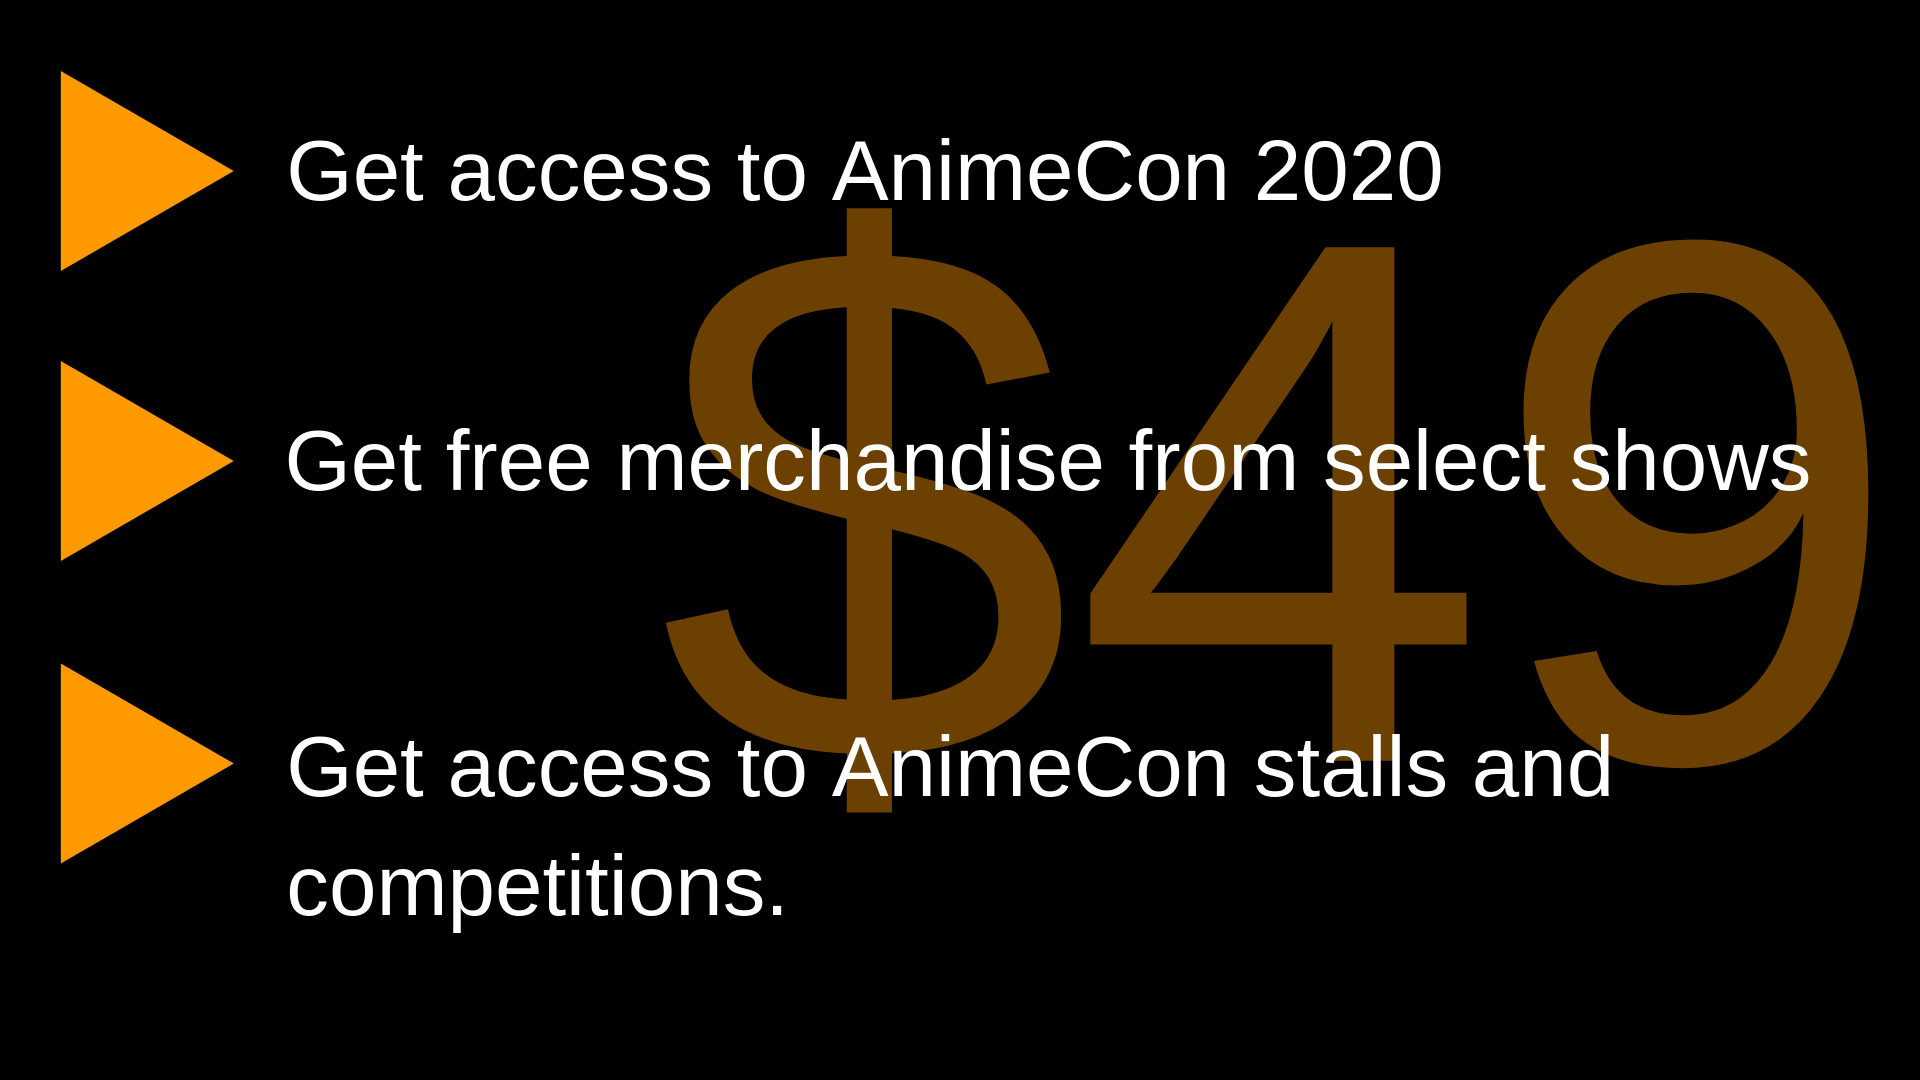 Get access to AnimeCon 2020
$49
Get free merchandise from select shows
Get access to AnimeCon stalls and
competitions.